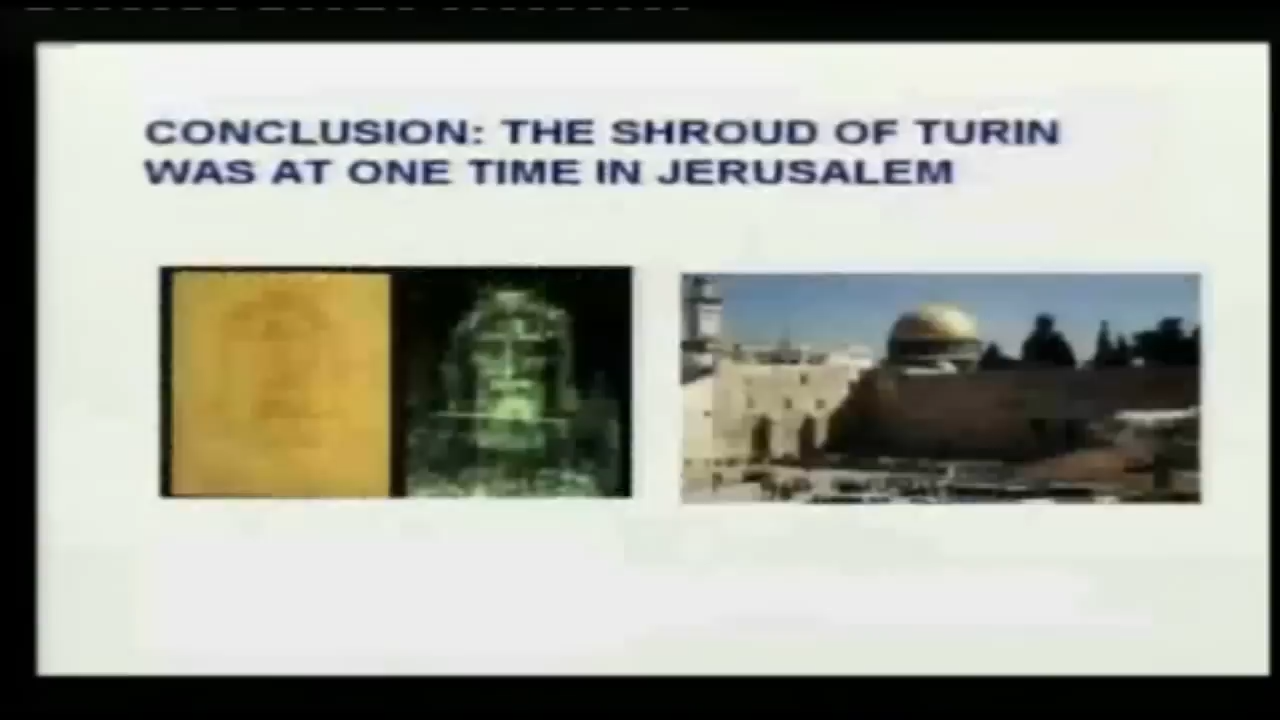 CONCLUSION: THE SHROUD OF TURIN
WAS AT ONE TIME IN JERUSALEM